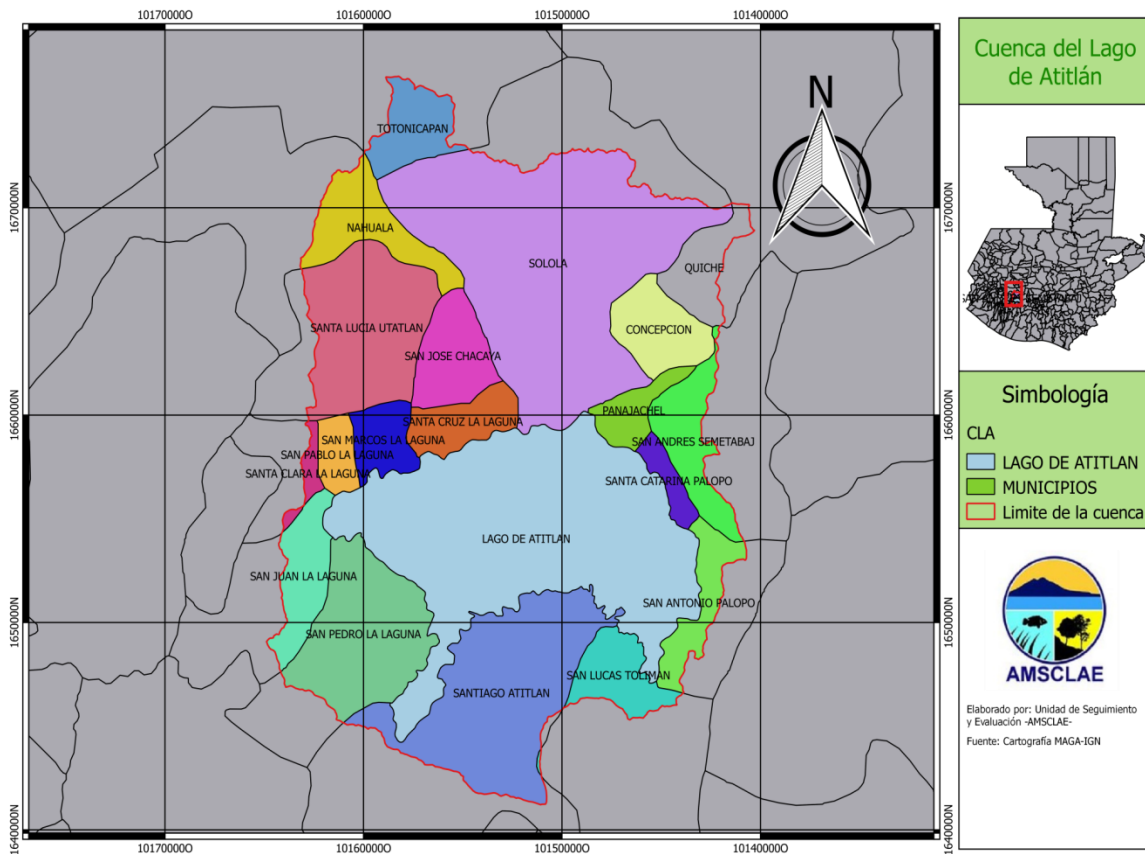 101700000
101600000
101500000
101400000
1670000N
1660000N
1650000N
1640000N
1670000N
1660000N
1650000N
1640000N
101700000
101600000
101500000
101400000
N
TOTONICAPAN
NAHUALA
SOLOLA
QUICHE
SANTA LUCIA UTATLAN
CONCEPCION
SAN JOSE CHACAYA
PANAJACHEL
SANTA CRUZ LA LAGUNA
SAN MARCOS LA LAGUNA
SAN ANDRES SEMETABAJ
SAN PABLO LA LAGUNA
SANTA CLARA LA LAGUNA
SANTA CATARINA PALOPO
LAGO DE ATITLAN
SAN JUAN LA LAGUNA
SAN ANTONIO PALOPO
SAN PEDRO LA LAGUNA
SAN LUCAS TOLIMAN
SANTIAGO ATITLAN
Cuenca del Lago
de Atitlán
Simbología
CLA
LAGO DE ATITLAN
MUNICIPIOS
Limite de la cuenca
AMSCLAE
Elaborado por: Unidad de Seguimiento
y Evaluación -AMSCLAE-
Fuente: Cartografía MAGA-IGN